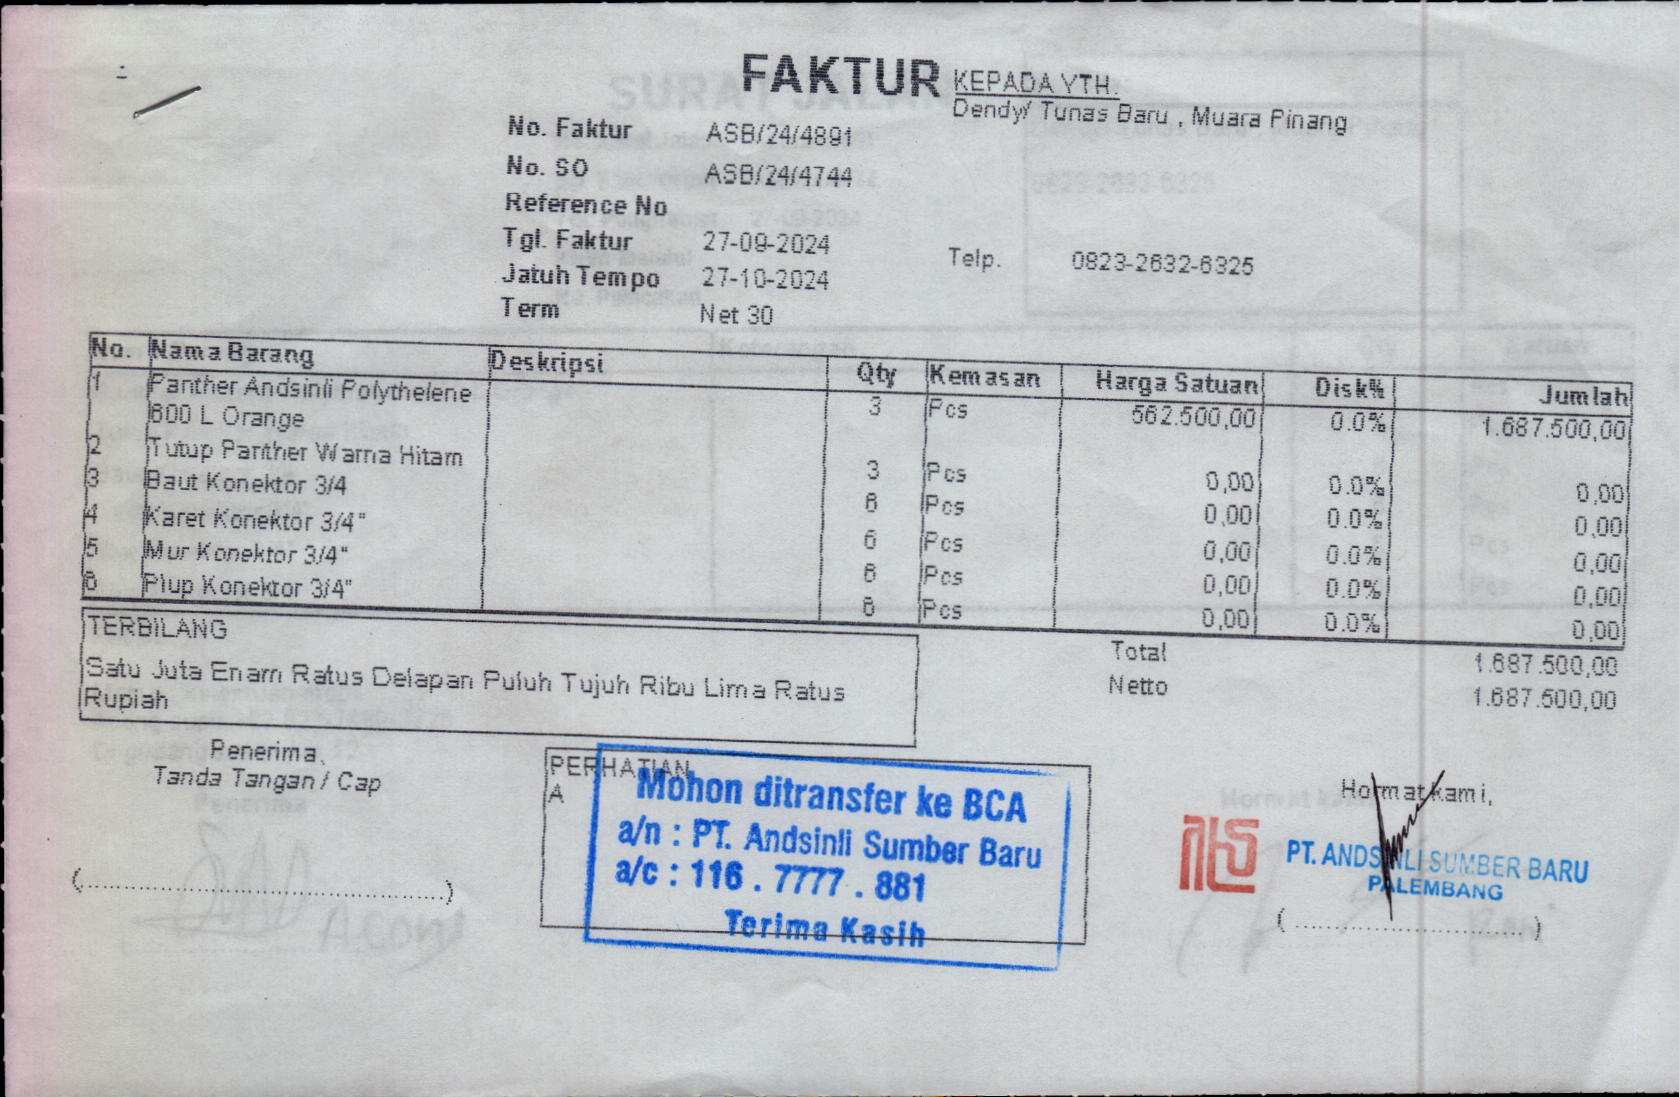 FAKTUR
KEPADA YTH.
Dendy/ Tunas Baru , Muara Pinang
No. Faktur ASB/24/4891
No. SO ASB/24/4744
Reference No
Tgl. Faktur 27-09-2024
Telp. 0823-2632-6325
Jatuh Tempo 27-10-2024
Term Net 30
No. Nama Barang Deskripsi Qty Kemasan Harga Satuan Disk% Jumlah
1 Panther Andsinli Polythelene 600 L Orange 3 Pcs 562.500,00 0.0% 1.687.500,00
2 Tutup Panther Warna Hitam 3 Pcs 0,00 0.0% 0,00
3 Baut Konektor 3/4 6 Pcs 0,00 0.0% 0,00
4 Karet Konektor 3/4" 6 Pcs 0,00 0.0% 0,00
5 Mur Konektor 3/4" 6 Pcs 0,00 0.0% 0,00
6 Plup Konektor 3/4" 6 Pcs 0,00 0.0% 0,00
TERBILANG
Satu Juta Enam Ratus Delapan Puluh Tujuh Ribu Lima Ratus
Rupiah
Total 1.687.500,00
Netto 1.687.500,00
Penerima,
Tanda Tangan / Cap
(..................................................)
PERHATIAN
A
Mohon ditransfer ke BCA
a/n : PT. Andsinli Sumber Baru
a/c : 116 . 7777 . 881
Terima Kasih
Hormat kami,
PT. ANDSINLI SUMBER BARU
PALEMBANG
(..................................)